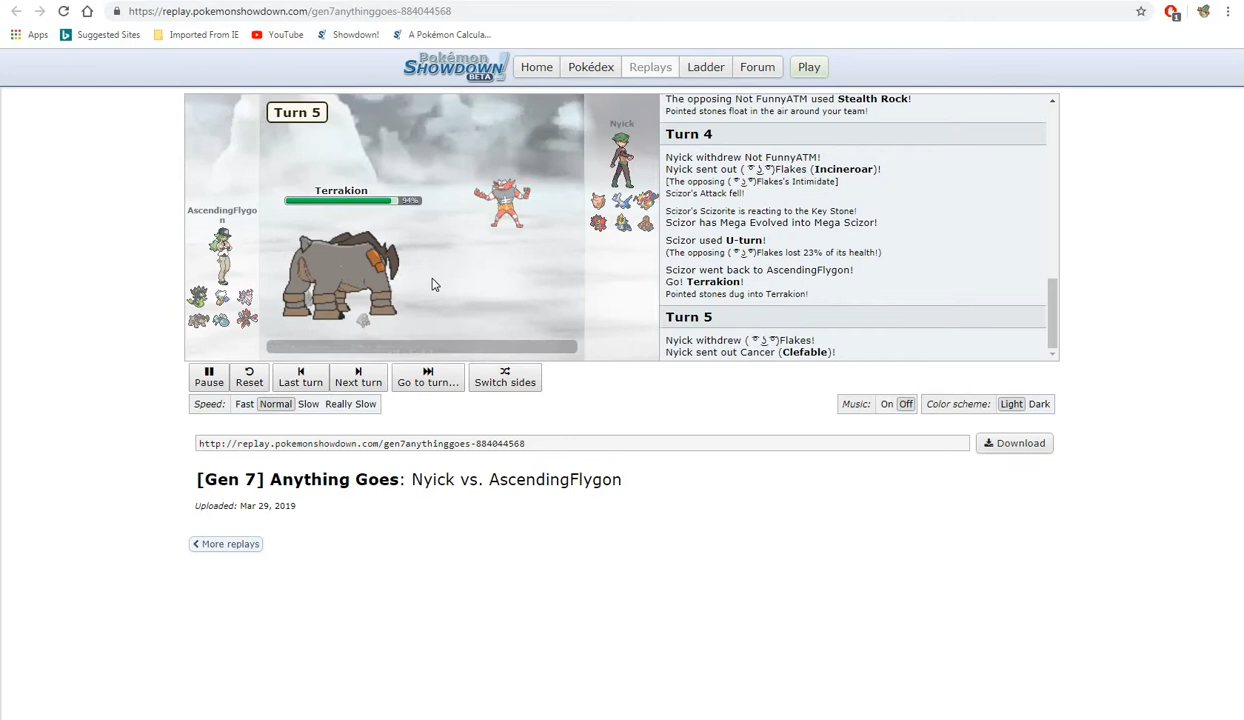 https://replay.pokemonshowdown.com/gen7anythinggoes-884044568
Apps
Suggested Sites
Imported From IE
YouTube
Showdown!
A Pokémon Calcula...
Pokémon
SHOWDOWN!
BETA
Home
Pokédex
Replays
Ladder
Forum
Play
Turn 5
Nyick
Terrakion
94%
AscendingFlygo
n
The opposing Not FunnyATM used Stealth Rock!
Pointed stones float in the air around your team!
Turn 4
Nyick withdrew Not FunnyATM!
Nyick sent out ( ͡° ͜ʖ ͡°)Flakes (Incineroar)!
[The opposing ( ͡° ͜ʖ ͡°)Flakes's Intimidate]
Scizor's Attack fell!
Scizor's Scizorite is reacting to the Key Stone!
Scizor has Mega Evolved into Mega Scizor!
Scizor used U-turn!
(The opposing ( ͡° ͜ʖ ͡°)Flakes lost 23% of its health!)
Scizor went back to AscendingFlygon!
Go! Terrakion!
Pointed stones dug into Terrakion!
Turn 5
Nyick withdrew ( ͡° ͜ʖ ͡°)Flakes!
Nyick sent out Cancer (Clefable)!
Pause
Reset
Last turn
Next turn
Go to turn...
Switch sides
Speed: Fast Normal Slow Really Slow
Music: On Off
Color scheme: Light Dark
http://replay.pokemonshowdown.com/gen7anythinggoes-884044568
Download
[Gen 7] Anything Goes: Nyick vs. AscendingFlygon
Uploaded: Mar 29, 2019
More replays